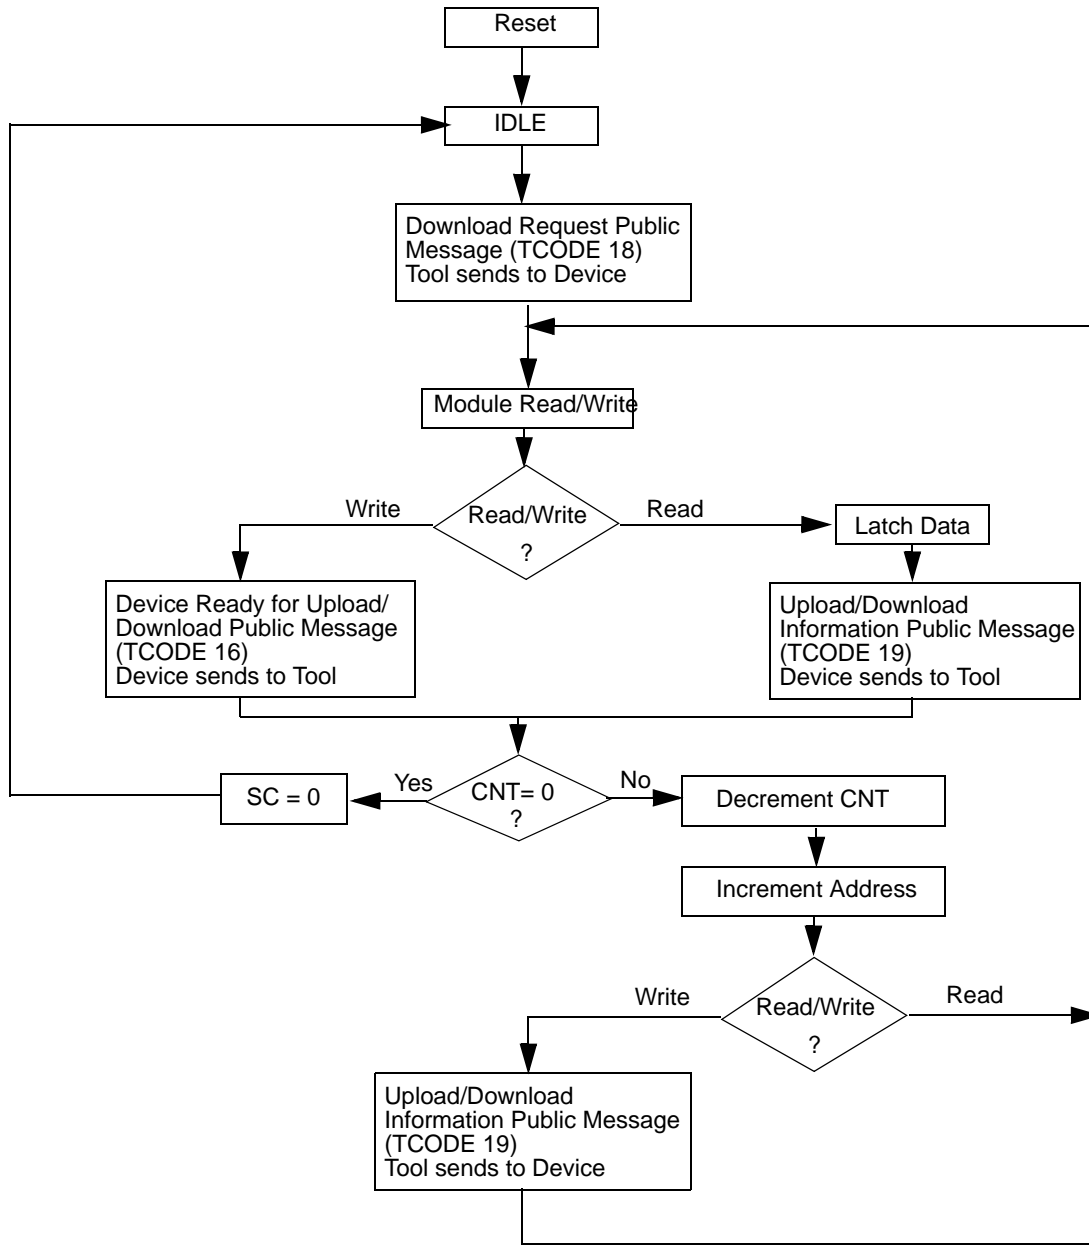 Reset
IDLE
Download Request Public
Message (TCODE 18)
Tool sends to Device
Module Read/Write
Write
Read/Write
?
Read
Latch Data
Device Ready for Upload/
Download Public Message
(TCODE 16)
Device sends to Tool
Upload/Download
Information Public Message
(TCODE 19)
Device sends to Tool
SC = 0
Yes
CNT= 0
?
No
Decrement CNT
Increment Address
Write
Read/Write
?
Read
Upload/Download
Information Public Message
(TCODE 19)
Tool sends to Device